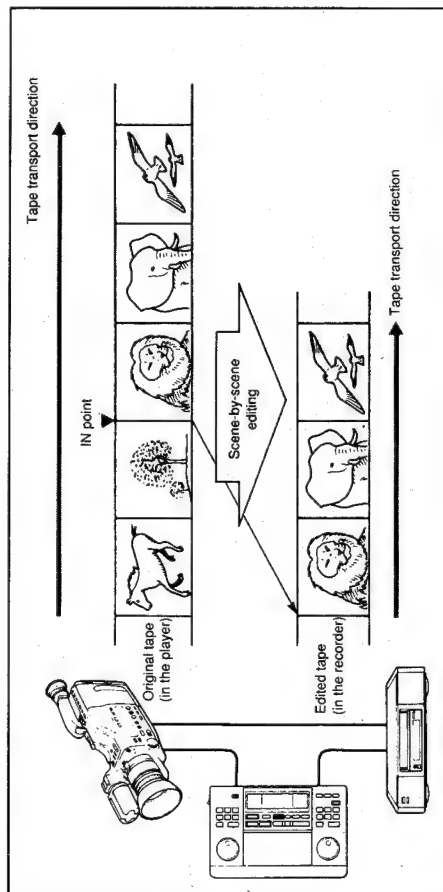 Tape transport direction
IN point
Original tape
(in the player)
Scene-by-scene
editing
Edited tape
(in the recorder)
Tape transport direction